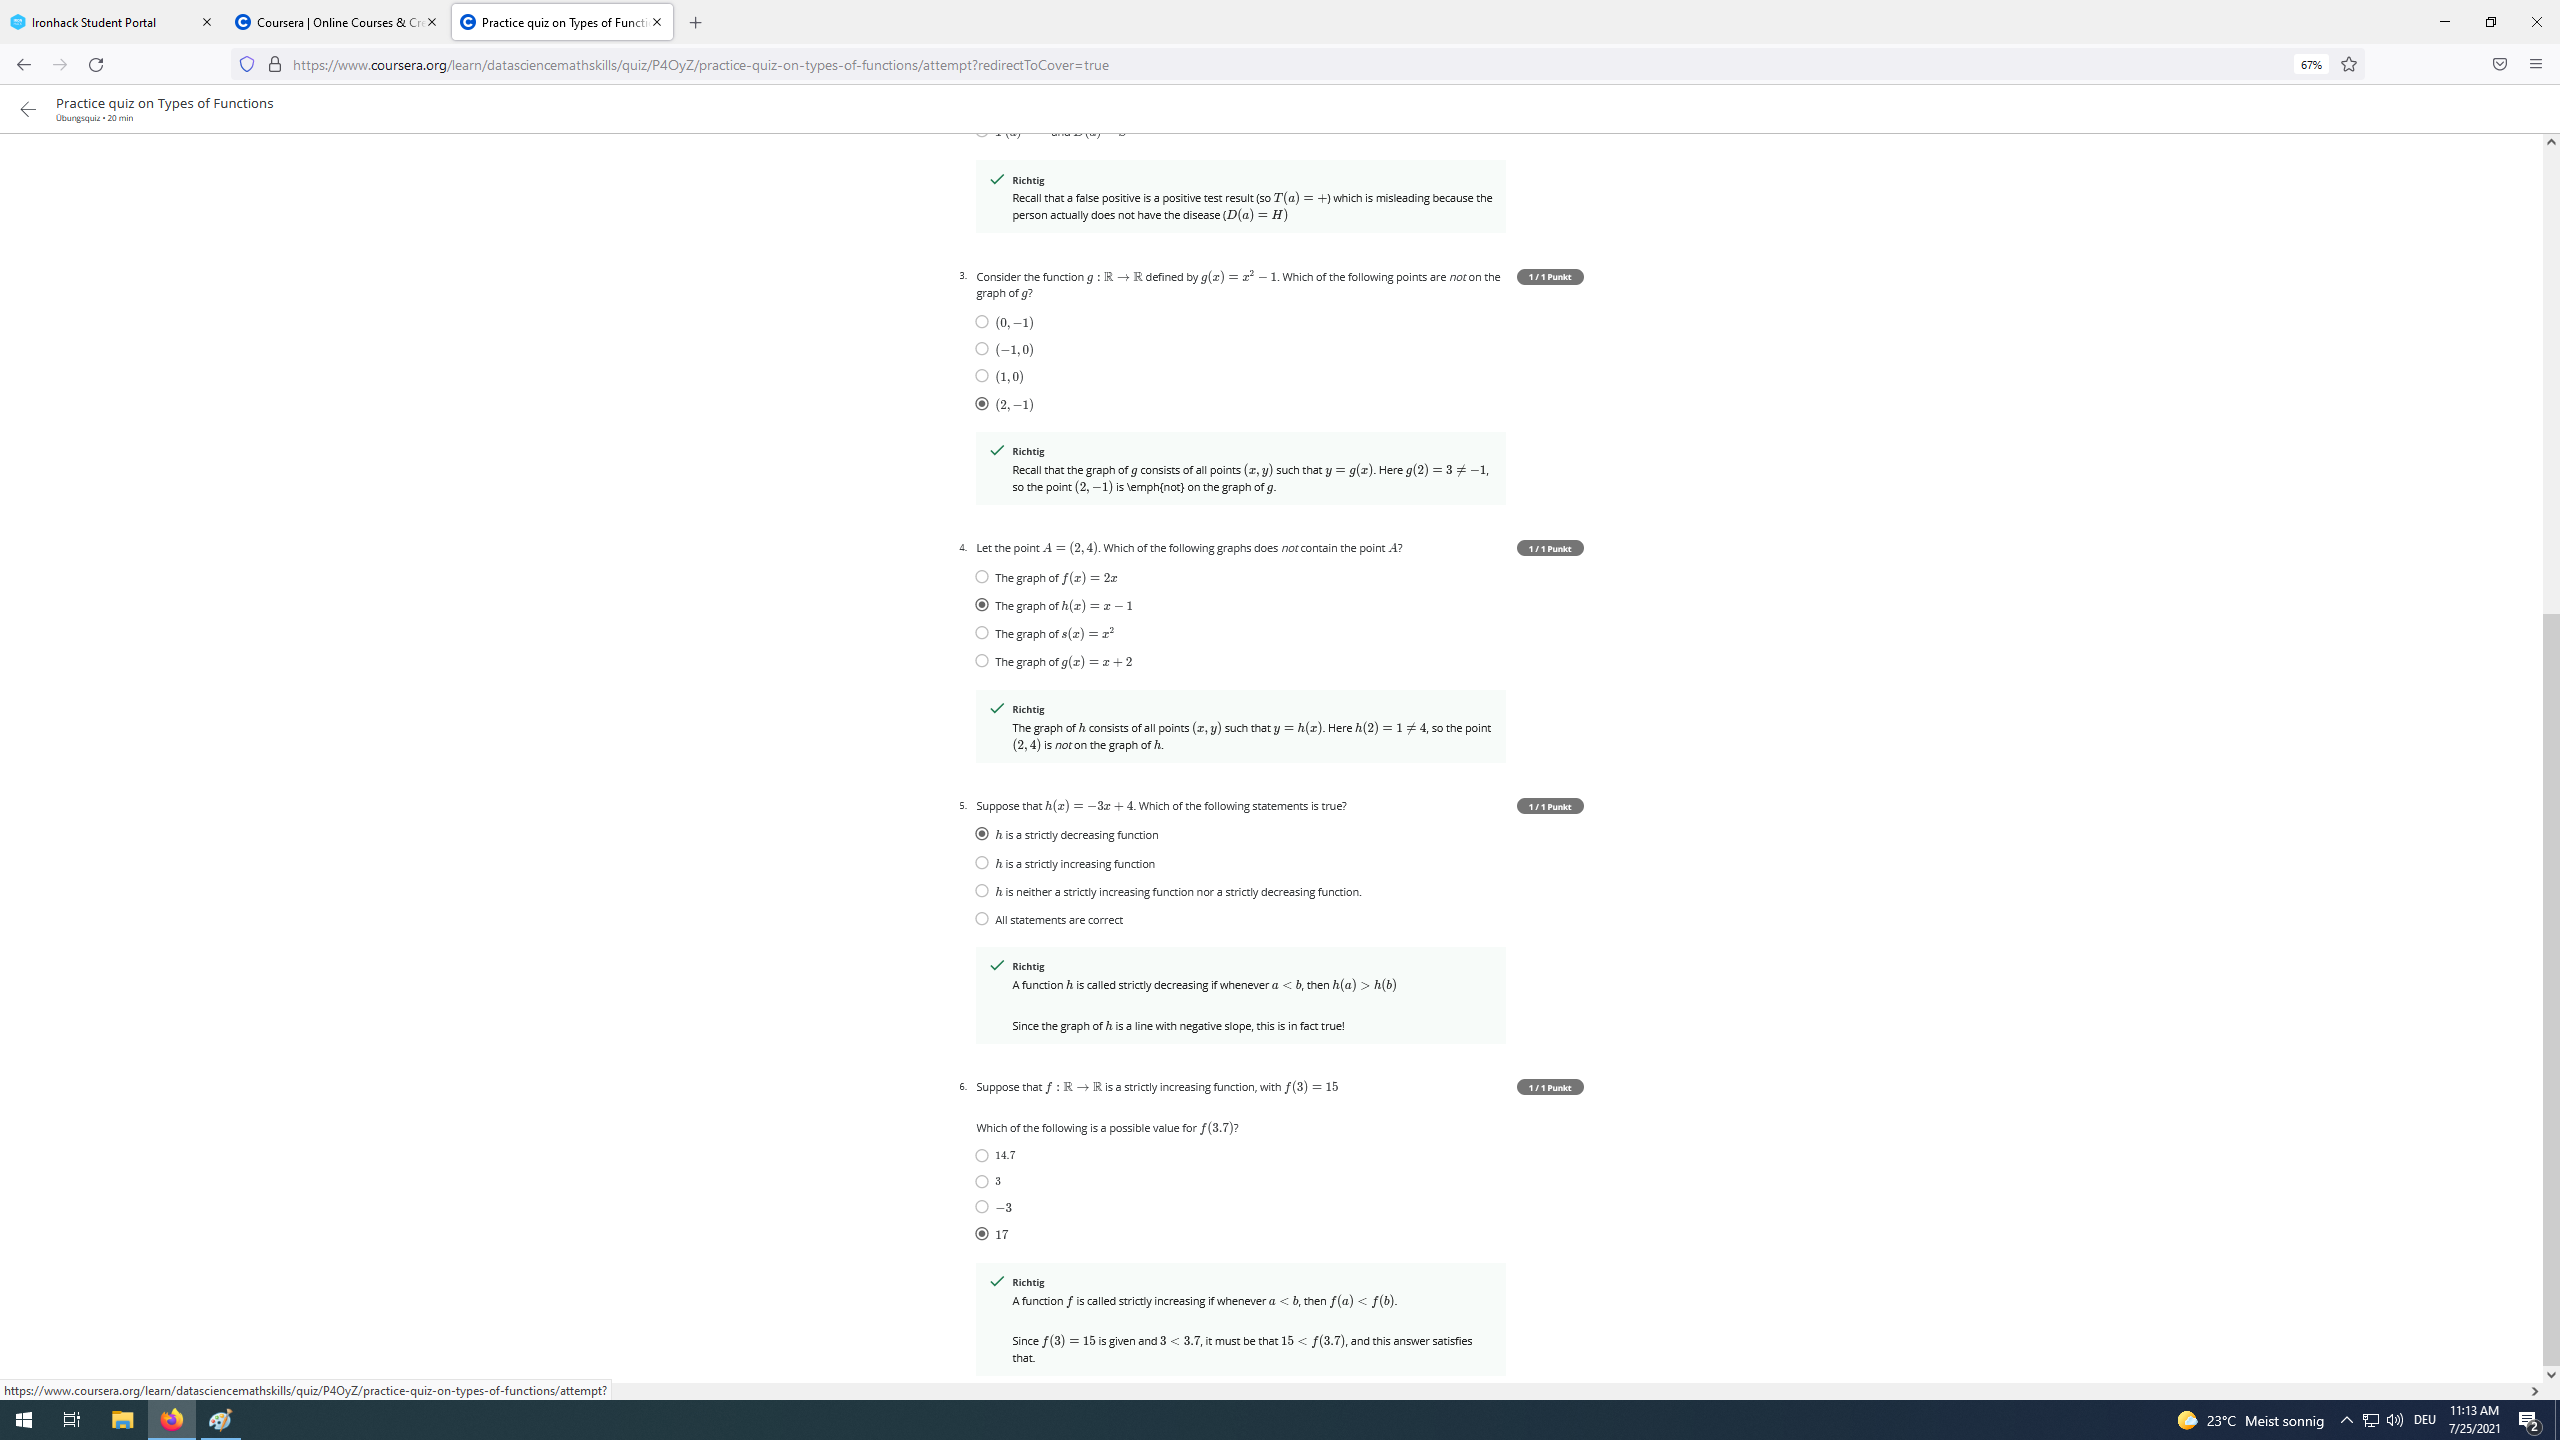 Ironhack Student Portal
Coursera | Online Courses & Cre
Practice quiz on Types of Functi
https://www.coursera.org/learn/datasciencemathskills/quiz/P4OyZ/practice-quiz-on-types-of-functions/attempt?redirectToCover=true
67%
Practice quiz on Types of Functions
Übungsquiz • 20 min
Richtig
Recall that a false positive is a positive test result (so T(a) = +) which is misleading because the
person actually does not have the disease (D(a) = H)
3. Consider the function g : ℝ → ℝ defined by g(x) = x² − 1. Which of the following points are not on the
graph of g?
1 / 1 Punkt
(0, −1)
(−1, 0)
(1, 0)
(2, −1)
Richtig
Recall that the graph of g consists of all points (x, y) such that y = g(x). Here g(2) = 3 ≠ −1,
so the point (2, −1) is \emph{not} on the graph of g.
4. Let the point A = (2, 4). Which of the following graphs does not contain the point A?
1 / 1 Punkt
The graph of f(x) = 2x
The graph of h(x) = x − 1
The graph of s(x) = x²
The graph of g(x) = x + 2
Richtig
The graph of h consists of all points (x, y) such that y = h(x). Here h(2) = 1 ≠ 4, so the point
(2, 4) is not on the graph of h.
5. Suppose that h(x) = −3x + 4. Which of the following statements is true?
1 / 1 Punkt
h is a strictly decreasing function
h is a strictly increasing function
h is neither a strictly increasing function nor a strictly decreasing function.
All statements are correct
Richtig
A function h is called strictly decreasing if whenever a < b, then h(a) > h(b)
Since the graph of h is a line with negative slope, this is in fact true!
6. Suppose that f : ℝ → ℝ is a strictly increasing function, with f(3) = 15
1 / 1 Punkt
Which of the following is a possible value for f(3.7)?
14.7
3
−3
17
Richtig
A function f is called strictly increasing if whenever a < b, then f(a) < f(b).
Since f(3) = 15 is given and 3 < 3.7, it must be that 15 < f(3.7), and this answer satisfies
that.
https://www.coursera.org/learn/datasciencemathskills/quiz/P4OyZ/practice-quiz-on-types-of-functions/attempt?
23°C Meist sonnig
DEU
11:13 AM
7/25/2021
2